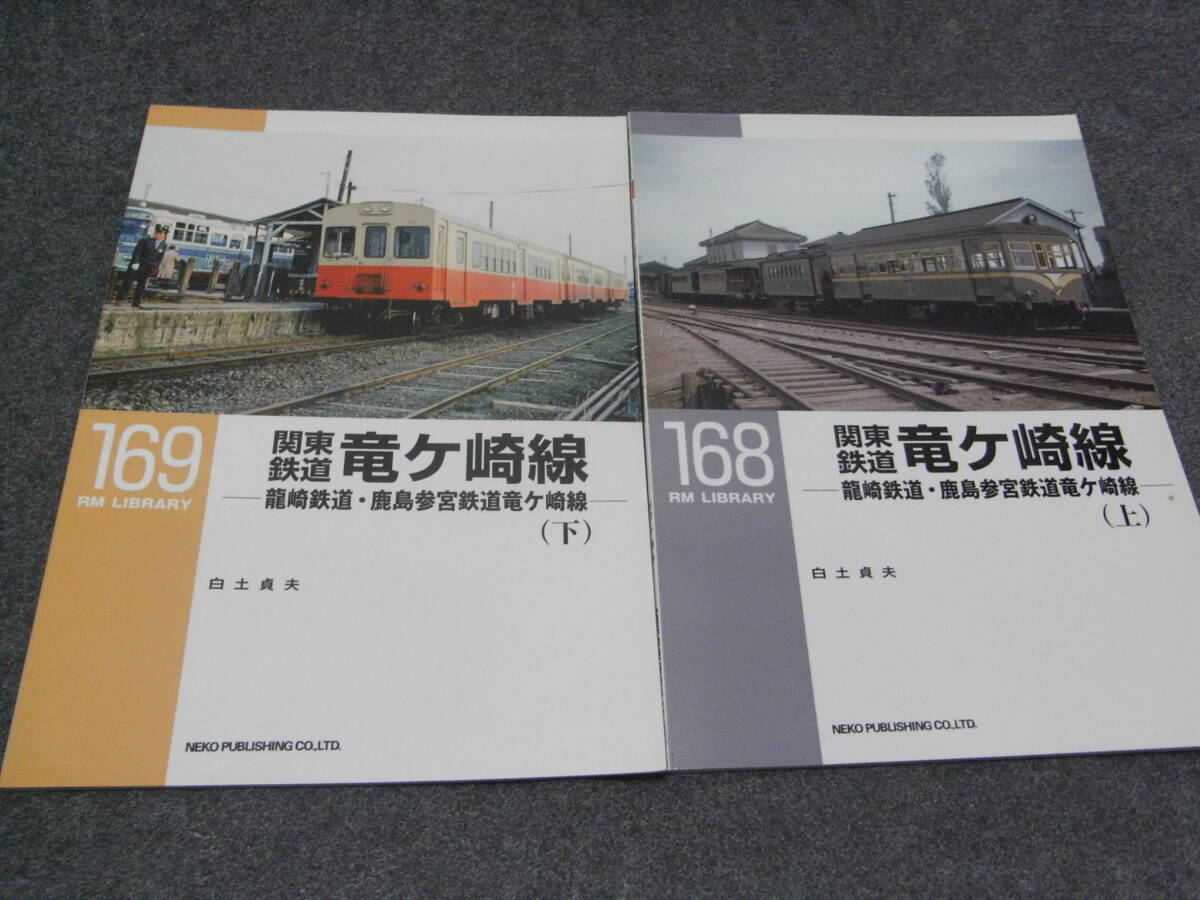 169
RM LIBRARY
関東
鉄道
竜ケ崎線
龍崎鉄道・鹿島参宮鉄道竜ケ崎線
（下）
白土貞夫
NEKO PUBLISHING CO.,LTD.
168
RM LIBRARY
関東
鉄道
竜ケ崎線
龍崎鉄道・鹿島参宮鉄道竜ケ崎線
（上）
白土貞夫
NEKO PUBLISHING CO.,LTD.